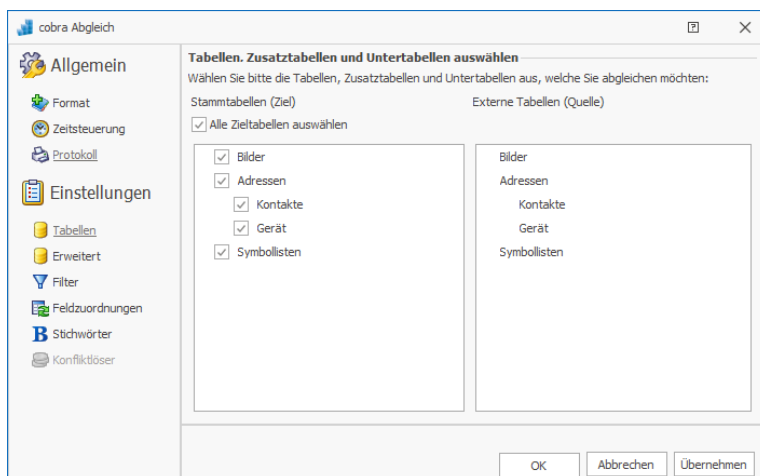 cobra Abgleich
Allgemein
Format
Zeitsteuerung
Protokoll
Einstellungen
Tabellen
Erweitert
Filter
Feldzuordnungen
B Stichwörter
Konfliktlöser
Tabellen. Zusatztabellen und Untertabellen auswählen
Wählen Sie bitte die Tabellen, Zusatztabellen und Untertabellen aus, welche Sie abgleichen möchten:
Stammtabellen (Ziel)
Alle Zieltabellen auswählen
Bilder
Adressen
Kontakte
Gerät
Symbollisten
Externe Tabellen (Quelle)
Bilder
Adressen
Kontakte
Gerät
Symbollisten
OK Abbrechen Übernehmen